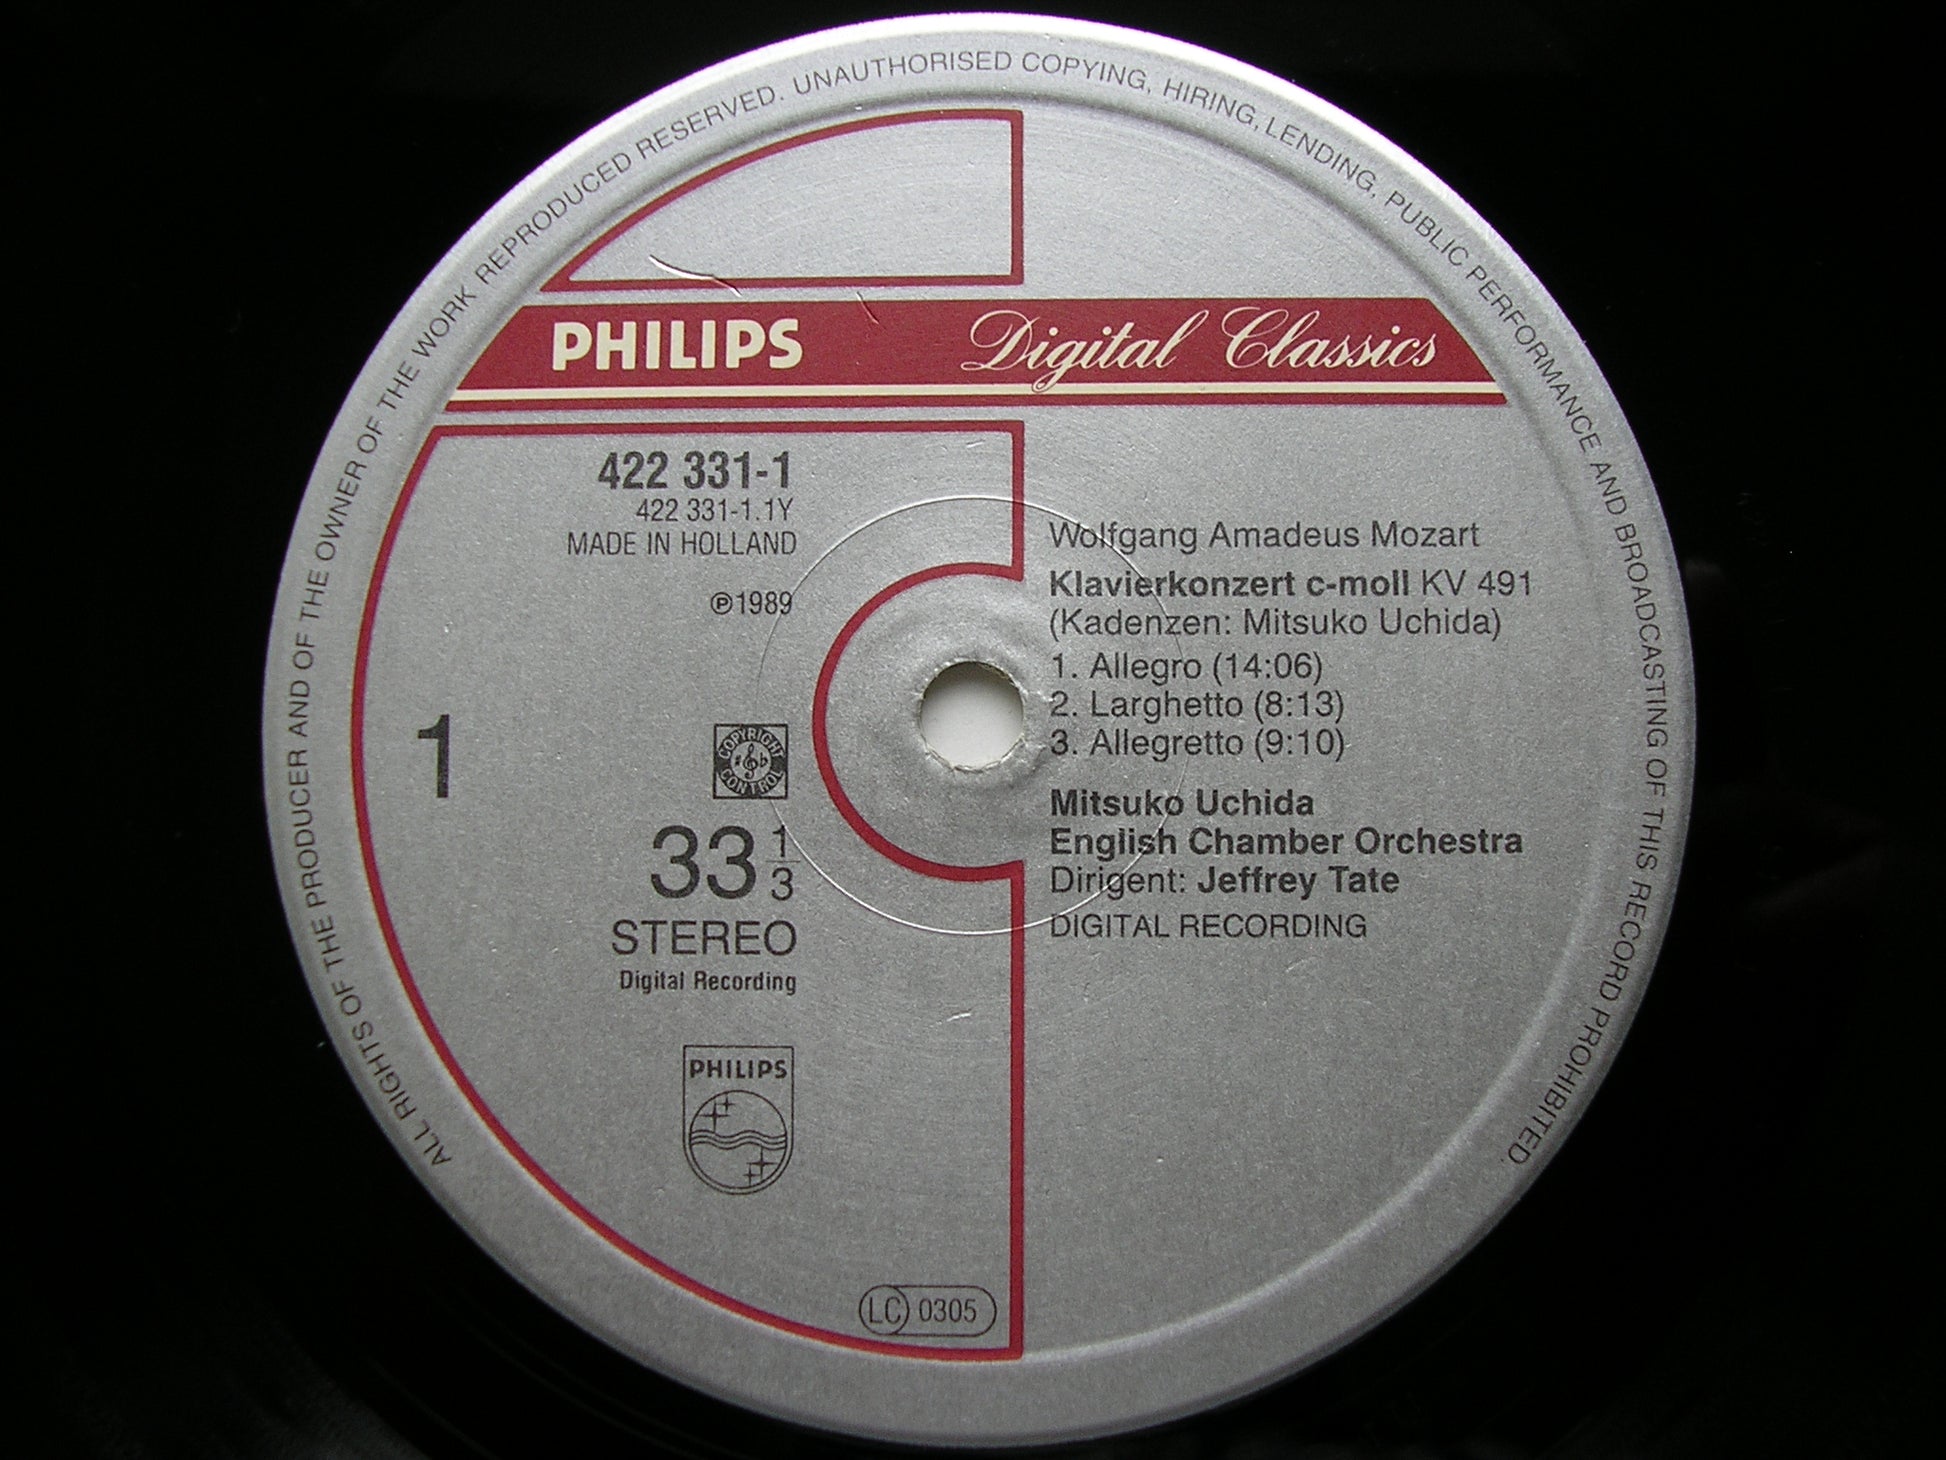 ALL RIGHTS OF THE PRODUCER AND OF THE OWNER OF THE WORK REPRODUCED RESERVED. UNAUTHORISED COPYING, HIRING, LENDING, PUBLIC PERFORMANCE AND BROADCASTING OF THIS RECORD PROHIBITED.
PHILIPS Digital Classics
422 331-1
422 331-1.1Y
MADE IN HOLLAND
℗1989
1
COPYRIGHT CONTROL
33 1/3
STEREO
Digital Recording
PHILIPS
LC 0305
Wolfgang Amadeus Mozart
Klavierkonzert c-moll KV 491
(Kadenzen: Mitsuko Uchida)
1. Allegro (14:06)
2. Larghetto (8:13)
3. Allegretto (9:10)
Mitsuko Uchida
English Chamber Orchestra
Dirigent: Jeffrey Tate
DIGITAL RECORDING